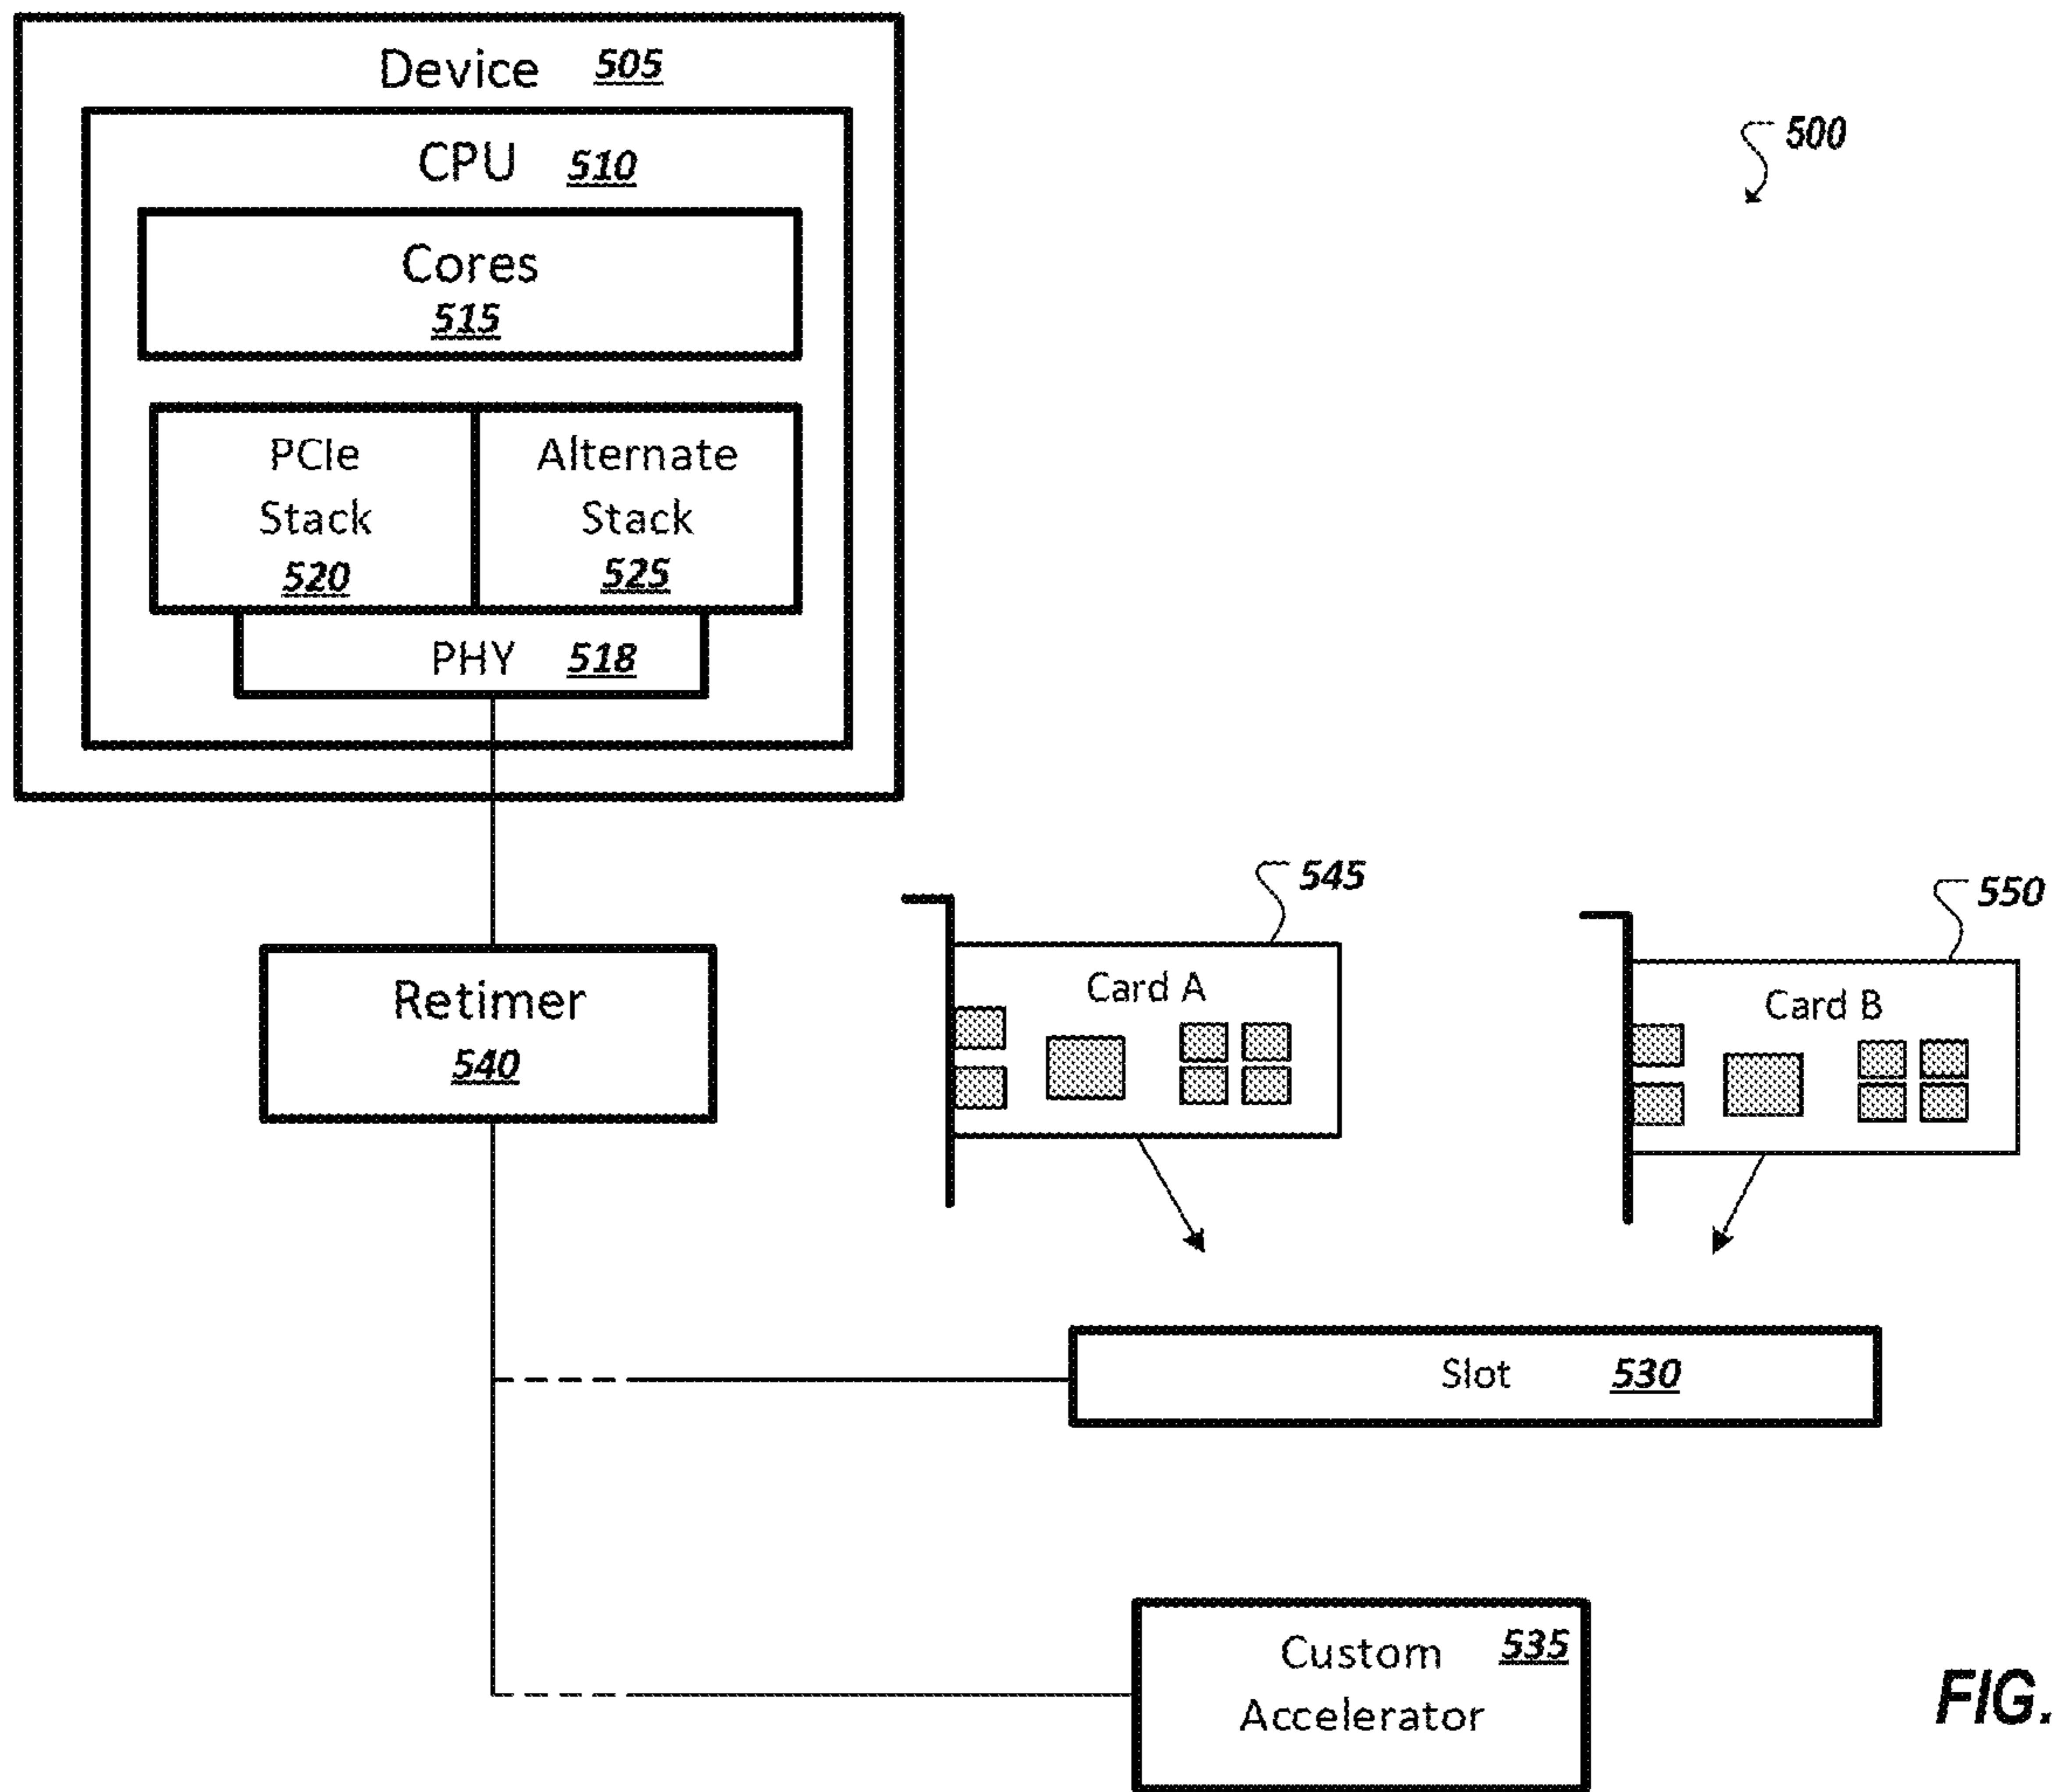 Device 505
CPU 510
500
Cores
515
PCIe
Stack
520
Alternate
Stack
525
PHY 518
545
550
Retimer
540
Card A
Card B
Slot 530
Custom 535
Accelerator
FIG.